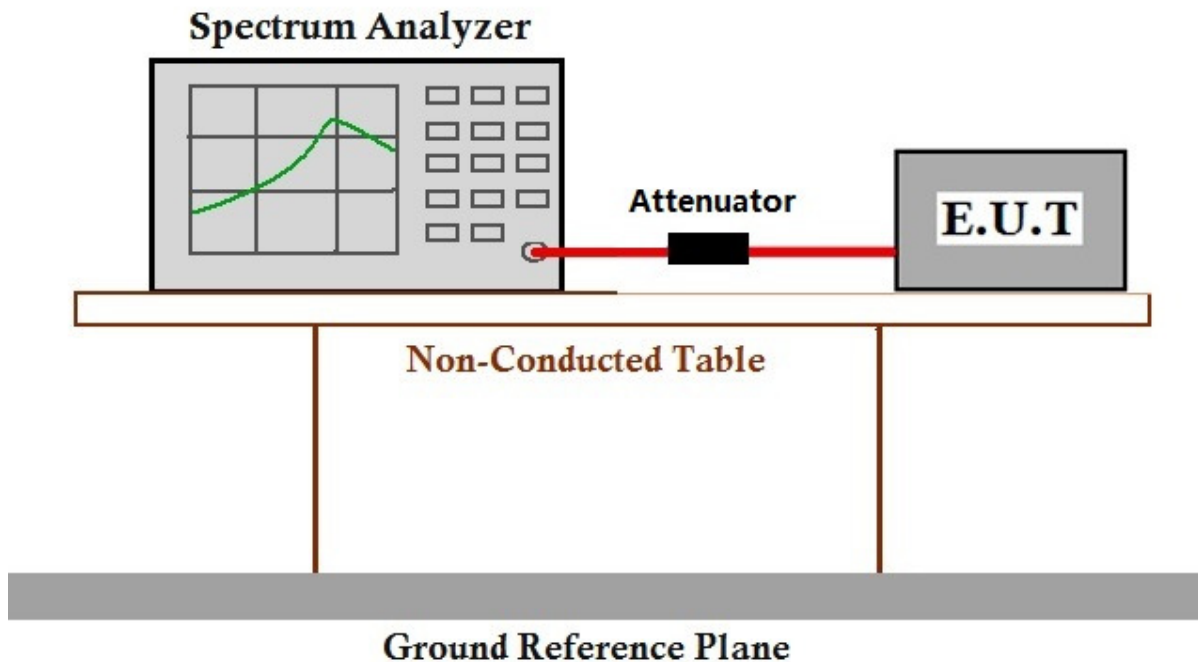 Spectrum Analyzer
Attenuator
E.U.T
Non-Conducted Table
Ground Reference Plane